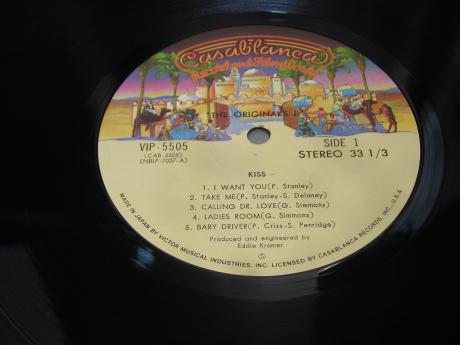 Casablanca
Record and FilmWorks
THE ORIGINALS II
VIP-5505
(CAB-5505)
(NBLP-7037-A)
SIDE 1
STEREO 33 1/3
KISS
1. I WANT YOU(P. Stanley)
2. TAKE ME(P. Stanley-S. Delaney)
3. CALLING DR. LOVE(G. Simmons)
4. LADIES ROOM(G. Simmons)
5. BABY DRIVER(P. Criss-S. Penridge)
Produced and engineered by
Eddie Kramer
MADE IN JAPAN BY VICTOR MUSICAL INDUSTRIES, INC. LICENSED BY CASABLANCA RECORDS, INC., U.S.A.